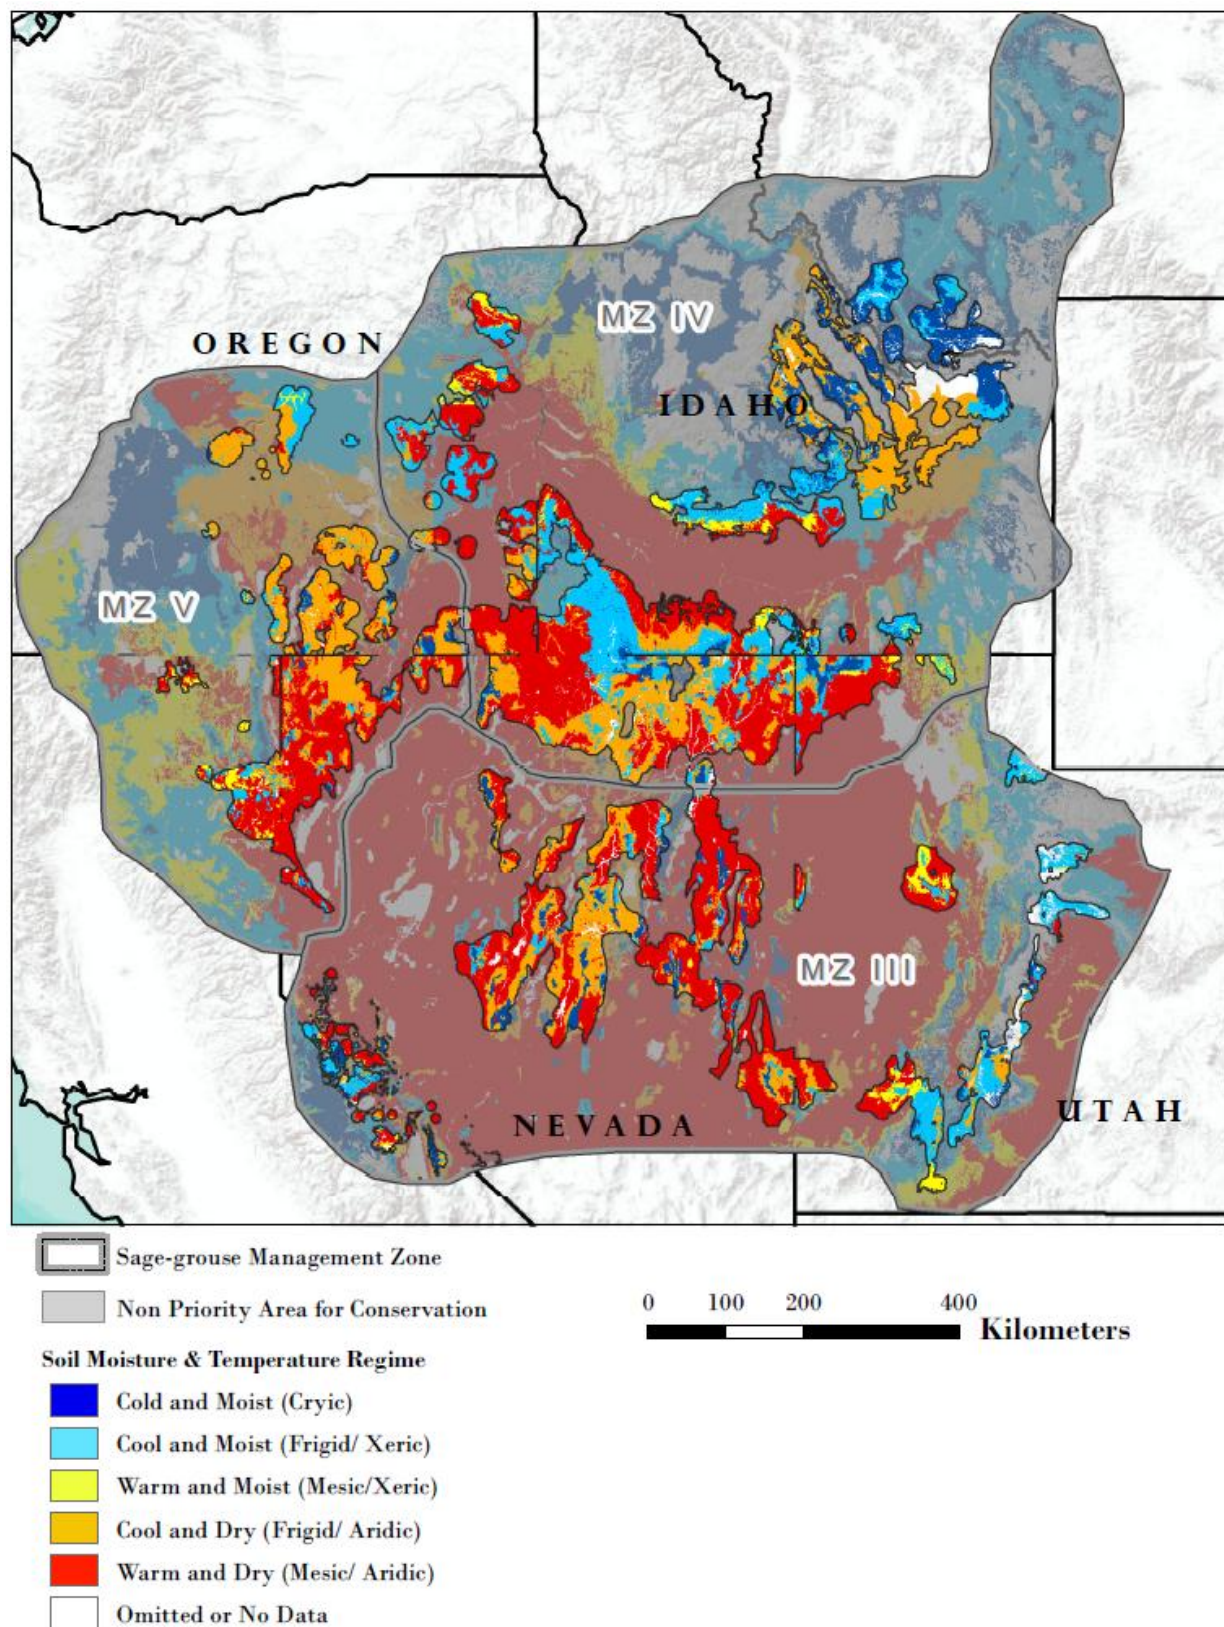 MZ IV
OREGON
IDAHO
MZ V
MZ III
NEVADA
UTAH
Sage-grouse Management Zone
Non Priority Area for Conservation
0 100 200 400
Kilometers
Soil Moisture & Temperature Regime
Cold and Moist (Cryic)
Cool and Moist (Frigid/ Xeric)
Warm and Moist (Mesic/Xeric)
Cool and Dry (Frigid/ Aridic)
Warm and Dry (Mesic/ Aridic)
Omitted or No Data